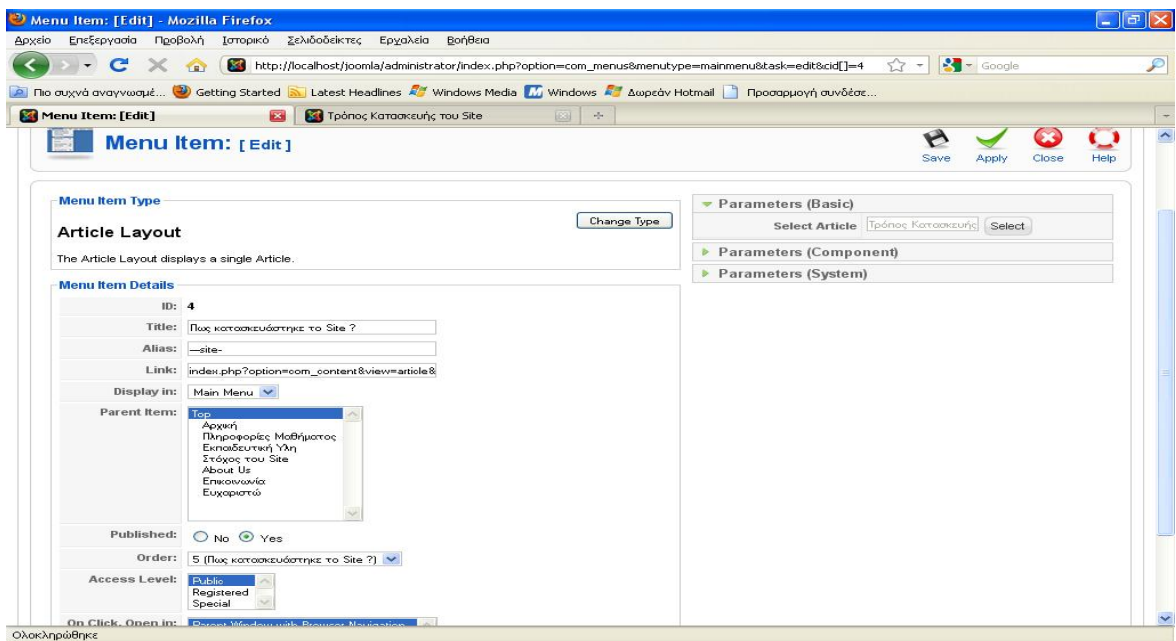 Menu Item: [Edit] - Mozilla Firefox
Αρχείο Επεξεργασία Προβολή Ιστορικό Σελιδοδείκτες Εργαλεία Βοήθεια
http://localhost/joomla/administrator/index.php?option=com_menus&menutype=mainmenu&task=edit&cid[]=4
Google
Πιο συχνά αναγνωσμέ... Getting Started Latest Headlines Windows Media Windows Δωρεάν Hotmail Προσαρμογή συνδέσε...
Menu Item: [Edit] Τρόπος Κατασκευής του Site
Menu Item: [ Edit ]
Save Apply Close Help
Menu Item Type
Change Type
Article Layout
The Article Layout displays a single Article.
Parameters (Basic)
Select Article Τρόπος Κατασκευής Select
Parameters (Component)
Parameters (System)
Menu Item Details
ID: 4
Title: Πως κατασκευάστηκε το Site ?
Alias: —site-
Link: index.php?option=com_content&view=article&
Display in: Main Menu
Parent Item: Top
Αρχική
Πληροφορίες Μαθήματος
Εκπαιδευτική Ύλη
Στόχος του Site
About Us
Επικοινωνία
Ευχαριστώ
Published: No Yes
Order: 5 (Πως κατασκευάστηκε το Site ?)
Access Level: Public
Registered
Special
On Click, Open in: Parent Window with Browser Navigation
Ολοκληρώθηκε